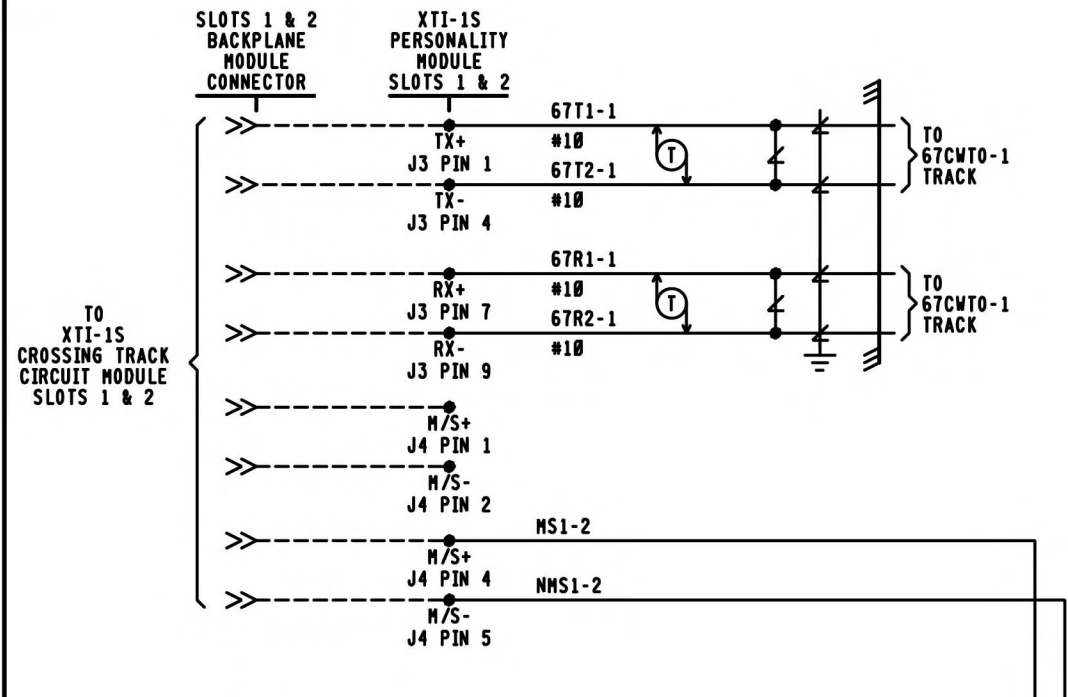 SLOTS 1 & 2
BACKPLANE
MODULE
CONNECTOR
XTI-1S
PERSONALITY
MODULE
SLOTS 1 & 2
67T1-1
TX+
#10
J3 PIN 1
T
67T2-1
TX-
#10
J3 PIN 4
TO
67CWTO-1
TRACK
67R1-1
RX+
#10
J3 PIN 7
T
67R2-1
RX-
#10
J3 PIN 9
TO
67CWTO-1
TRACK
TO
XTI-1S
CROSSING TRACK
CIRCUIT MODULE
SLOTS 1 & 2
M/S+
J4 PIN 1
M/S-
J4 PIN 2
MS1-2
M/S+
J4 PIN 4
NMS1-2
M/S-
J4 PIN 5